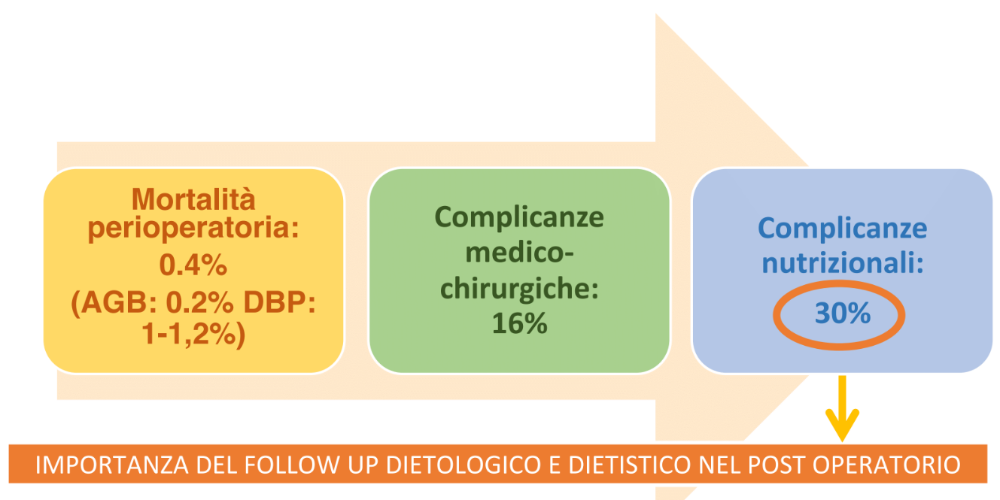 Mortalità
perioperatoria:
0.4%
(AGB: 0.2% DBP:
1-1,2%)
Complicanze
medico-
chirurgiche:
16%
Complicanze
nutrizionali:
30%
IMPORTANZA DEL FOLLOW UP DIETOLOGICO E DIETISTICO NEL POST OPERATORIO